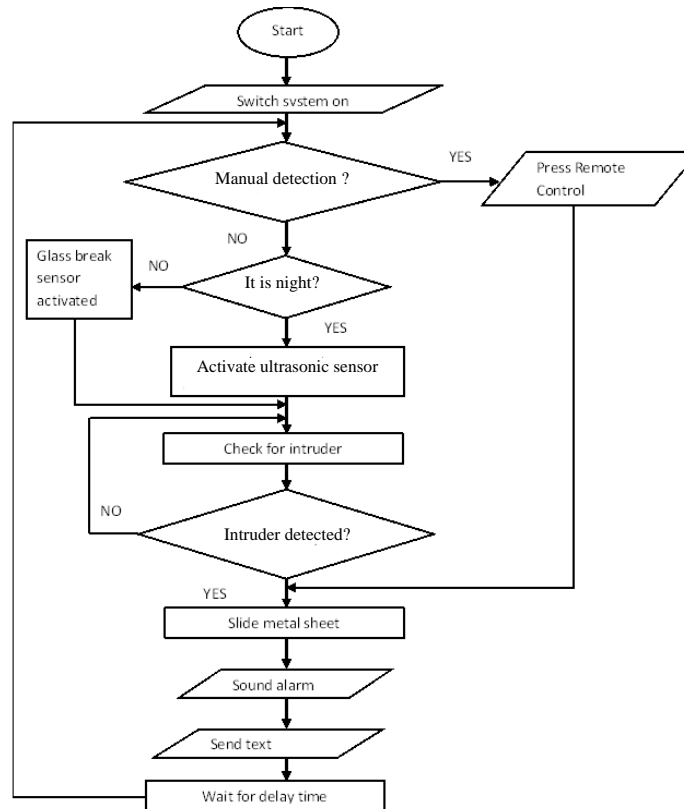 Start
Switch system on
Manual detection ?
YES
Press Remote
Control
NO
Glass break
sensor
activated
NO
It is night?
YES
Activate ultrasonic sensor
Check for intruder
NO
Intruder detected?
YES
Slide metal sheet
Sound alarm
Send text
Wait for delay time